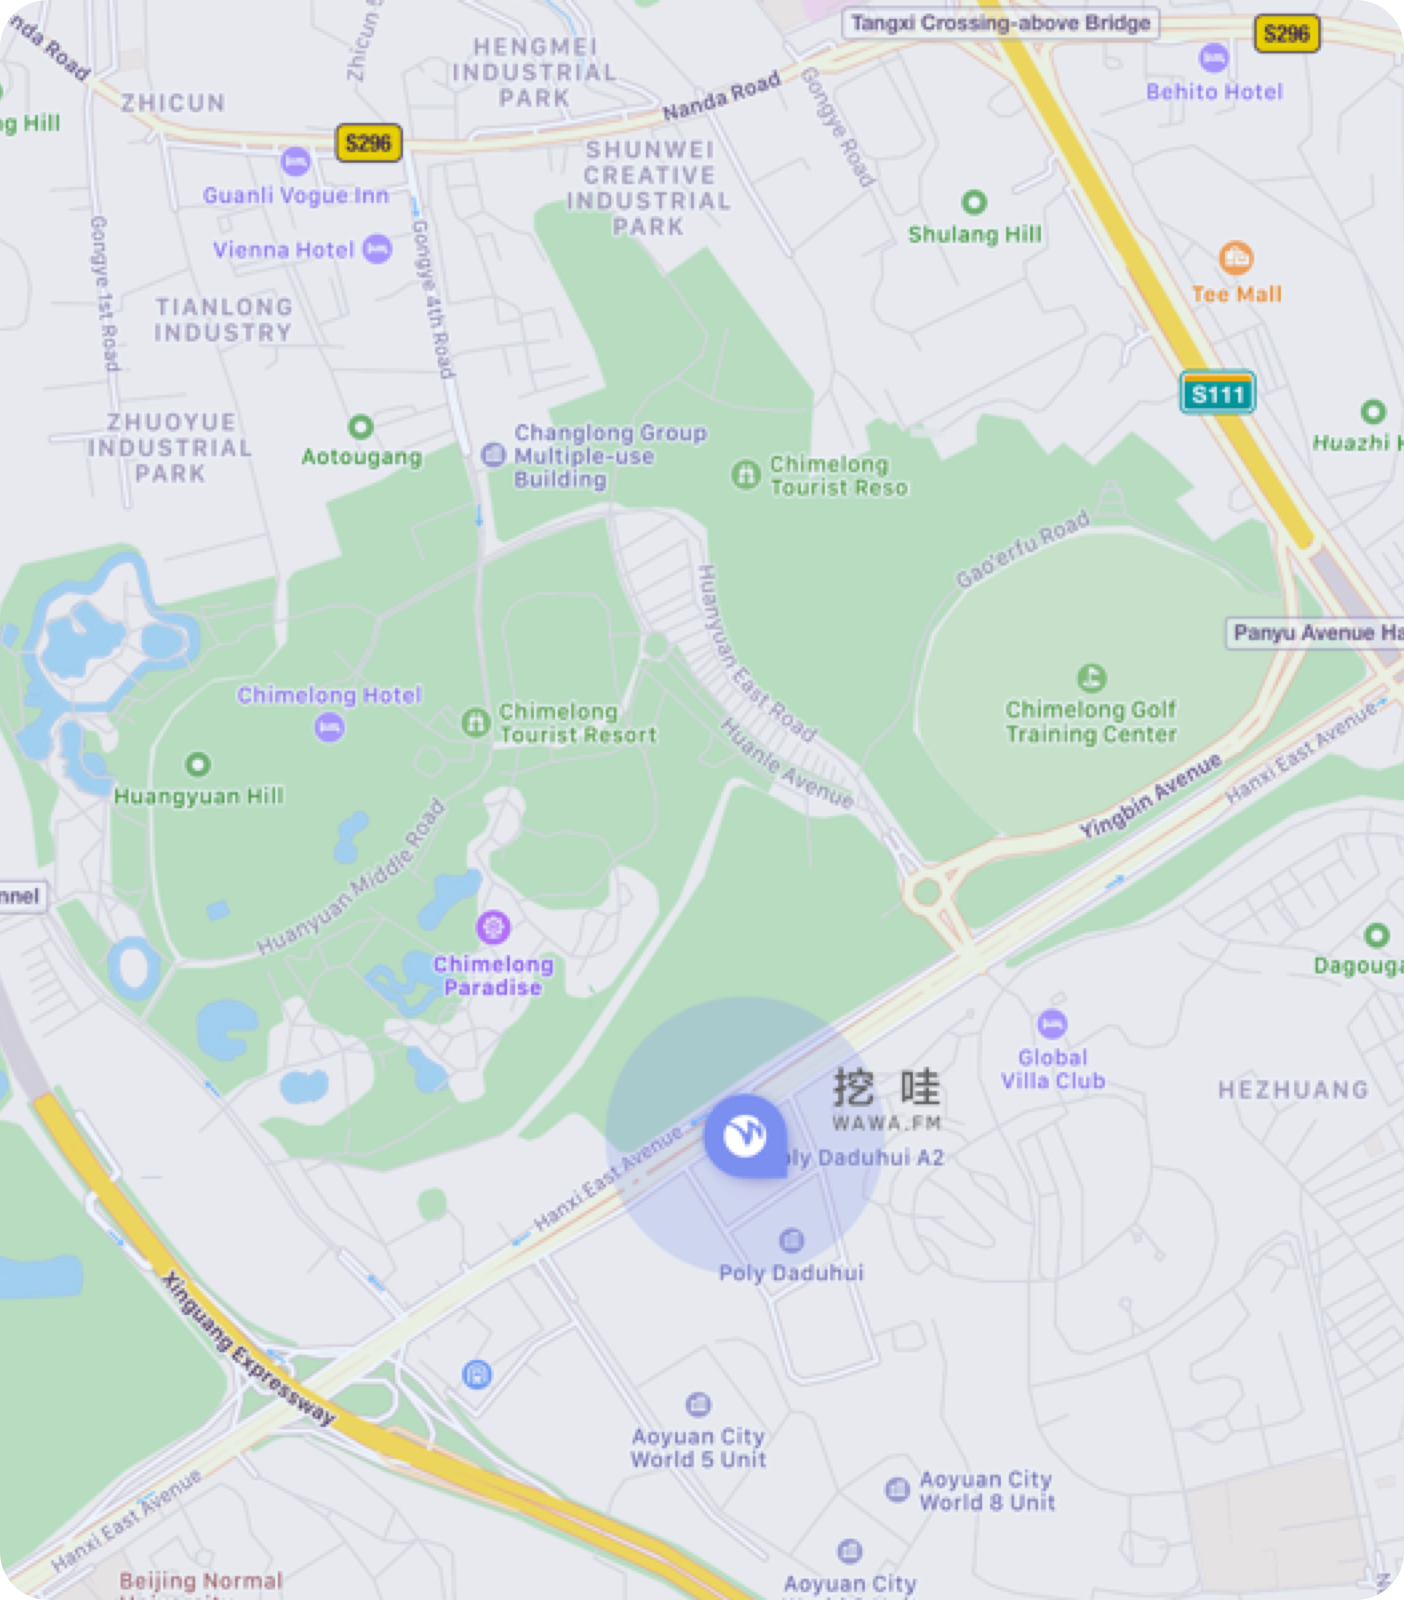 Tangxi Crossing-above Bridge
S296
nda Road
Zhicun
HENGMEI
INDUSTRIAL
PARK
Behito Hotel
ZHICUN
Nanda Road
Gongye Road
g Hill
S296
SHUNWEI
CREATIVE
INDUSTRIAL
PARK
Guanli Vogue Inn
Shulang Hill
Vienna Hotel
Gongye 1st Road
Gongye 4th Road
Tee Mall
TIANLONG
INDUSTRY
S111
ZHUOYUE
INDUSTRIAL
PARK
Aotougang
Changlong Group
Multiple-use
Building
Chimelong
Tourist Reso
Huazhi H
Gao'erfu Road
Huanyuan East Road
Panyu Avenue Ha
Chimelong Hotel
Chimelong
Tourist Resort
Huanle Avenue
Chimelong Golf
Training Center
Huangyuan Hill
Yingbin Avenue
Hanxi East Avenue
Huanyuan Middle Road
nnel
Chimelong
Paradise
Dagouga
Global
Villa Club
HEZHUANG
挖 哇
WAWA.FM
oly Daduhui A2
Hanxi East Avenue
Poly Daduhui
Xinguang Expressway
Aoyuan City
World 5 Unit
Aoyuan City
World 8 Unit
Hanxi East Avenue
Aoyuan City
Beijing Normal